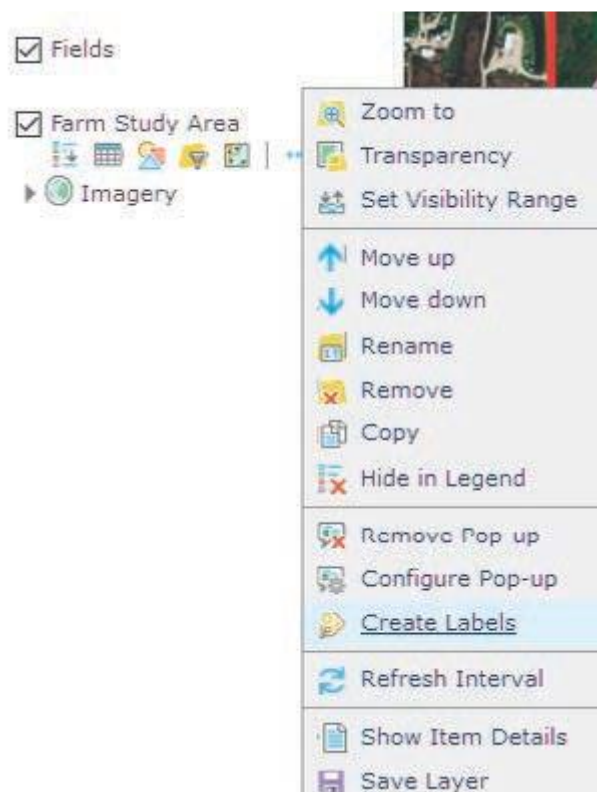 Fields
Farm Study Area
Imagery
Zoom to
Transparency
Set Visibility Range
Move up
Move down
Rename
Remove
Copy
Hide in Legend
Remove Pop-up
Configure Pop-up
Create Labels
Refresh Interval
Show Item Details
Save Layer